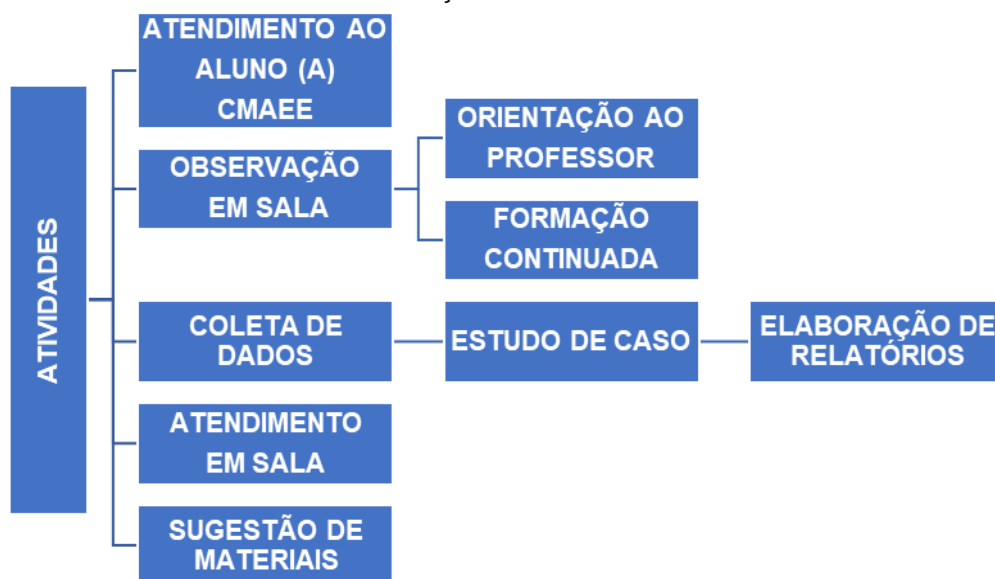 ATENDIMENTO AO
ALUNO (A)
CMAEE
ORIENTAÇÃO AO
PROFESSOR
OBSERVAÇÃO
EM SALA
FORMAÇÃO
CONTINUADA
ATIVIDADES
COLETA DE
DADOS
ESTUDO DE CASO
ELABORAÇÃO DE
RELATÓRIOS
ATENDIMENTO
EM SALA
SUGESTÃO DE
MATERIAIS